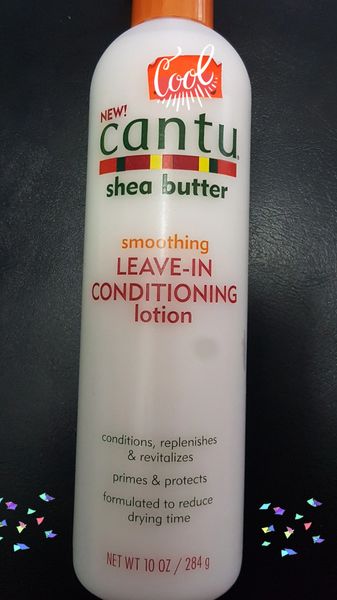 Cool
NEW!
cantu
shea butter
smoothing
LEAVE-IN
CONDITIONING
lotion
conditions, replenishes
& revitalizes
primes & protects
formulated to reduce
drying time
NET WT 10 OZ / 284 g